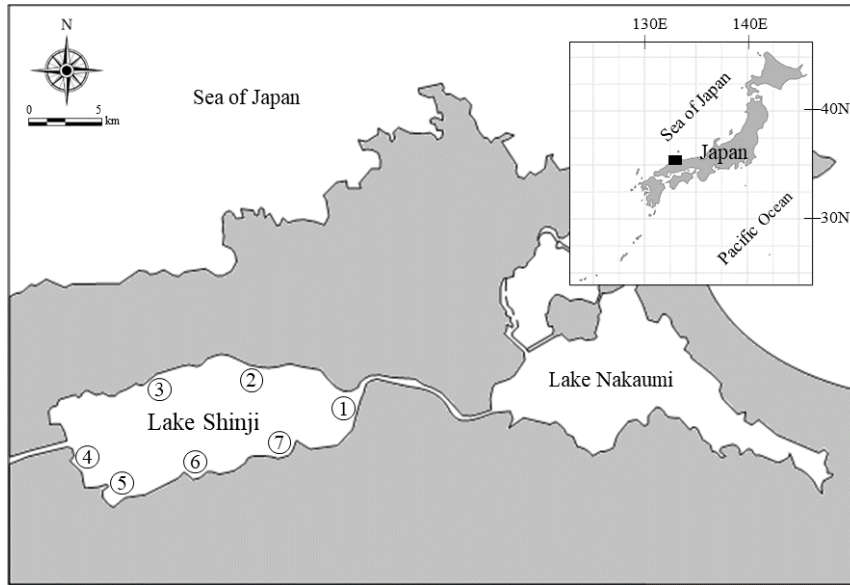 N
0 5
km
Sea of Japan
130E 140E
40N
30N
Sea of Japan
Japan
Pacific Ocean
Lake Nakaumi
Lake Shinji
①
②
③
④
⑤
⑥
⑦